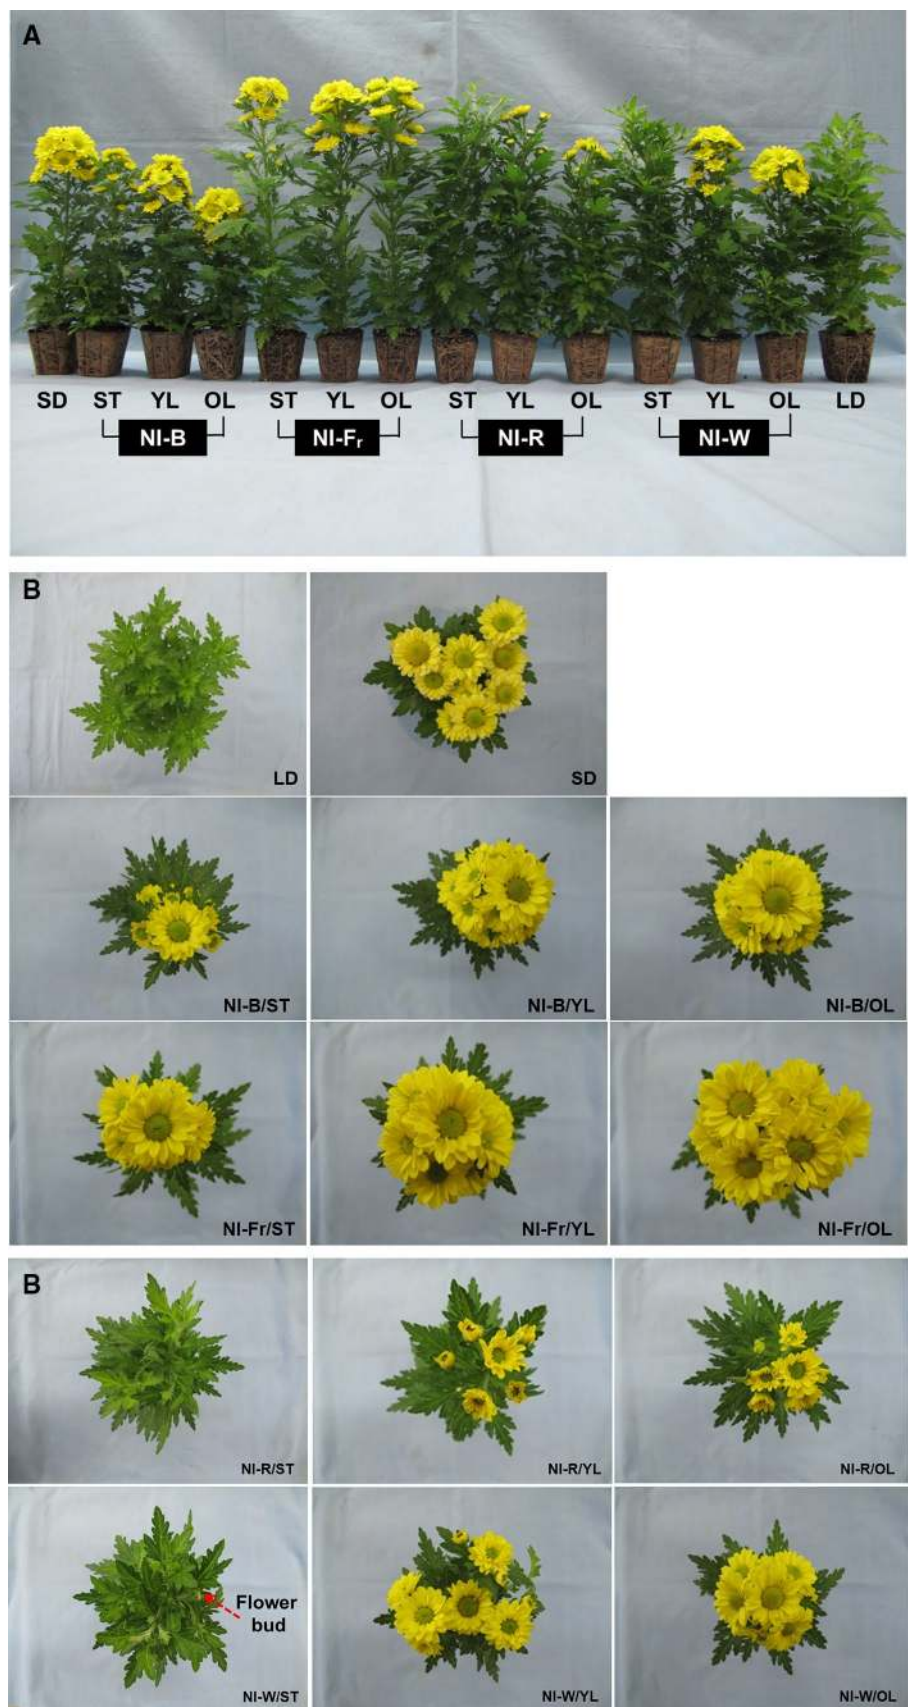 A
SD ST YL OL ST YL OL ST YL OL ST YL OL LD
NI-B NI-Fr NI-R NI-W
B
LD SD
NI-B/ST NI-B/YL NI-B/OL
NI-Fr/ST NI-Fr/YL NI-Fr/OL
B
NI-R/ST NI-R/YL NI-R/OL
Flower
bud
NI-W/ST NI-W/YL NI-W/OL